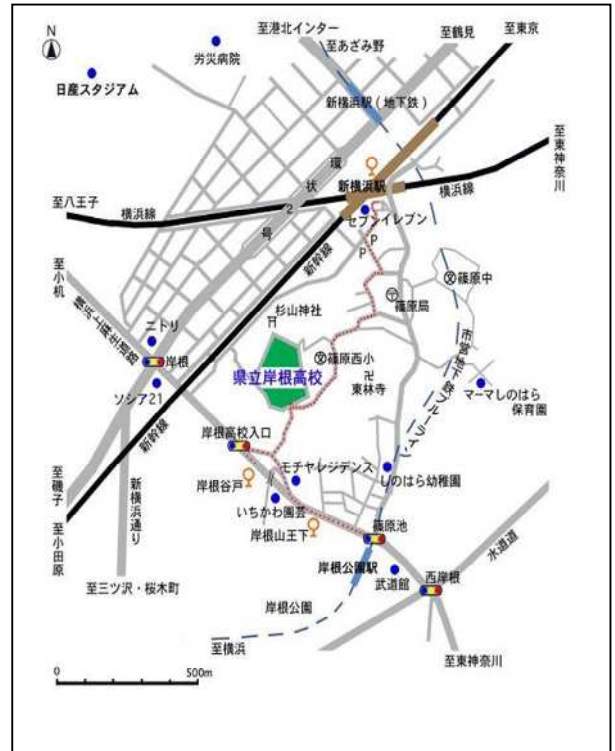 N
至港北インター
至鶴見
至東京
至あざみ野
労災病院
日産スタジアム
新横浜駅(地下鉄)
至東神奈川
環状2号
新横浜駅
横浜線
至八王子
横浜線
セブンイレブン
P
P
新幹線
至小机
篠原中
篠原局
杉山神社
横浜上麻生道路
ニトリ
岸根
篠原西小
県立岸根高校
東林寺
市営地下鉄ブルーライン
マーマしのはら
保育園
ソシア21
新幹線
岸根高校入口
モチヤレジデンス
しのはら幼稚園
岸根谷戸
至磯子
新横浜通り
いちかわ園芸
篠原池
至小田原
岸根山王下
水道道
岸根公園駅
武道館
西岸根
至三ツ沢・桜木町
岸根公園
至横浜
至東神奈川
0
500m